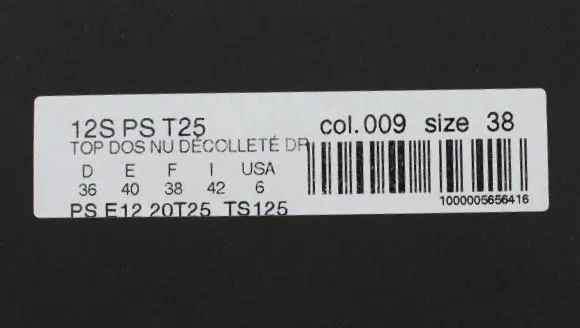 12S PS T25 col.009 size 38
TOP DOS NU DÉCOLLETÉ DR
D E F I USA
36 40 38 42 6
PS E12 20T25 TS125
1000005656416